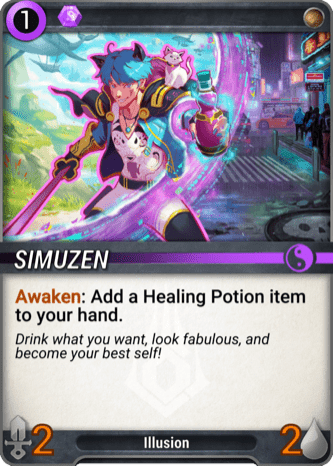 1
SIMUZEN
Awaken: Add a Healing Potion item
to your hand.
Drink what you want, look fabulous, and
become your best self!
2
Illusion
2